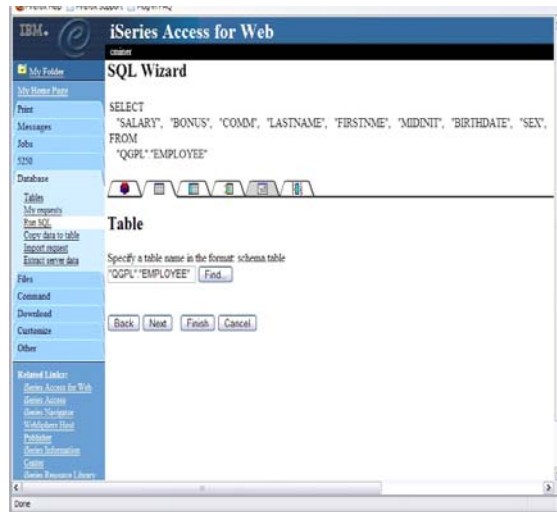 IBM.
iSeries Access for Web
cminer
My Folder
My Home Page
Print
Messages
Jobs
5250
Database
Tables
My requests
Run SQL
Copy data to table
Import request
Extract server data
Files
Command
Download
Customize
Other
Related Links:
iSeries Access for Web
iSeries Access
iSeries Navigator
WebSphere Host
Publisher
iSeries Information
Center
iSeries Resource Library
SQL Wizard
SELECT
"SALARY", "BONUS", "COMM", "LASTNAME", "FIRSTNME", "MIDINIT", "BIRTHDATE", "SEX",
FROM
"QGPL"."EMPLOYEE"
Table
Specify a table name in the format: schema.table
"QGPL"."EMPLOYEE" Find...
Back Next Finish Cancel
Done